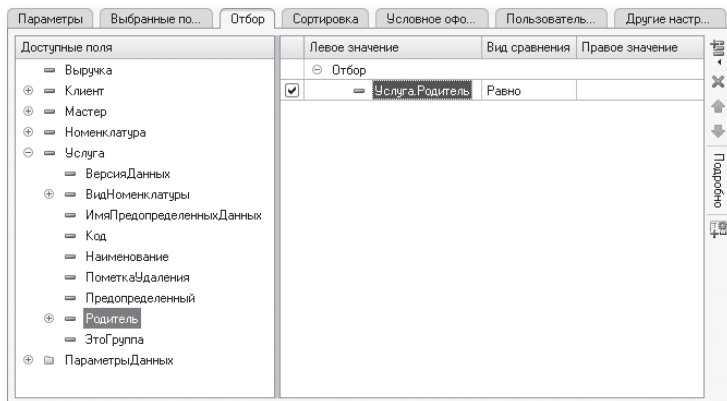 Параметры
Выбранные по...
Отбор
Сортировка
Условное офо...
Пользователь...
Другие настр...
Доступные поля
Выручка
Клиент
Мастер
Номенклатура
Услуга
ВерсияДанных
ВидНоменклатуры
ИмяПредопределенныхДанных
Код
Наименование
ПометкаУдаления
Предопределенный
Родитель
ЭтоГруппа
ПараметрыДанных
Левое значение
Вид сравнения
Правое значение
Отбор
Услуга.Родитель
Равно
Подробно